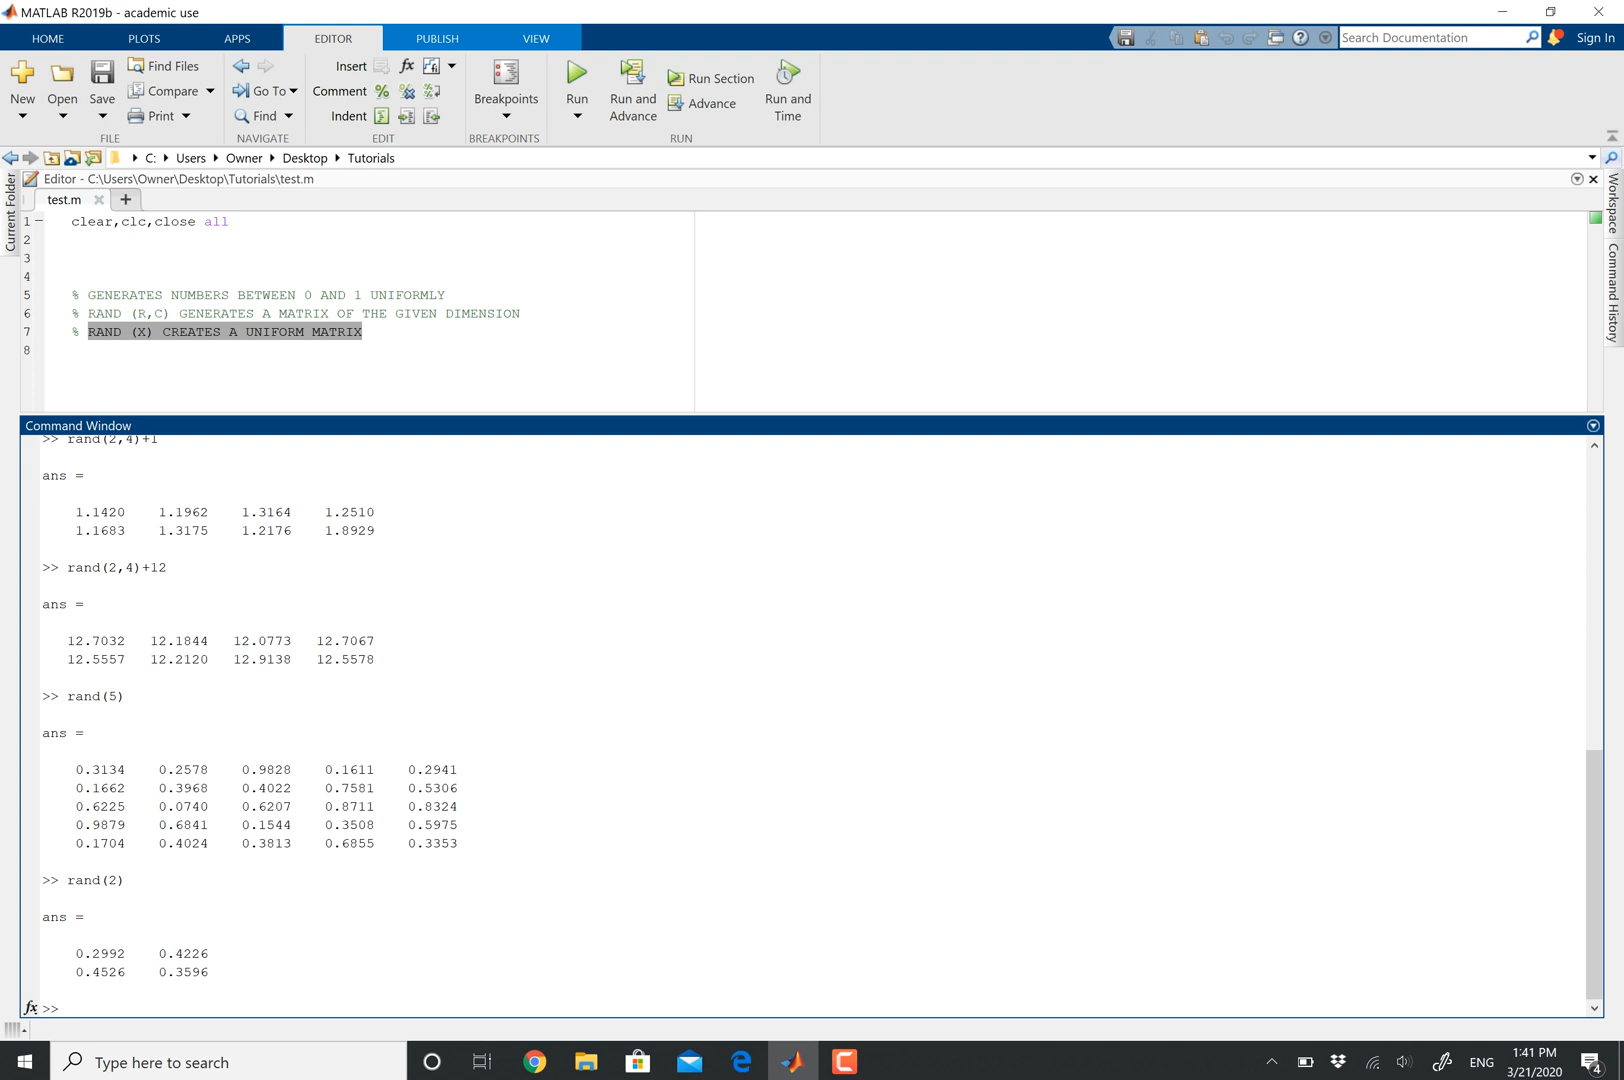 MATLAB R2019b - academic use
HOME PLOTS APPS EDITOR PUBLISH VIEW Search Documentation Sign In
New Open Save Find Files Compare Print
FILE
Go To Find
NAVIGATE
Insert fx
Comment
Indent
EDIT
Breakpoints
BREAKPOINTS
Run Run and Advance Run Section Advance Run and Time
RUN
C: Users Owner Desktop Tutorials
Current Folder
Workspace
Command History
Editor - C:\Users\Owner\Desktop\Tutorials\test.m
test.m
1 clear,clc,close all
2
3
4
5 % GENERATES NUMBERS BETWEEN 0 AND 1 UNIFORMLY
6 % RAND (R,C) GENERATES A MATRIX OF THE GIVEN DIMENSION
7 % RAND (X) CREATES A UNIFORM MATRIX
8
Command Window
>> rand(2,4)+1
ans =
1.1420 1.1962 1.3164 1.2510
1.1683 1.3175 1.2176 1.8929
>> rand(2,4)+12
ans =
12.7032 12.1844 12.0773 12.7067
12.5557 12.2120 12.9138 12.5578
>> rand(5)
ans =
0.3134 0.2578 0.9828 0.1611 0.2941
0.1662 0.3968 0.4022 0.7581 0.5306
0.6225 0.0740 0.6207 0.8711 0.8324
0.9879 0.6841 0.1544 0.3508 0.5975
0.1704 0.4024 0.3813 0.6855 0.3353
>> rand(2)
ans =
0.2992 0.4226
0.4526 0.3596
fx >>
Type here to search
ENG
1:41 PM
3/21/2020
4